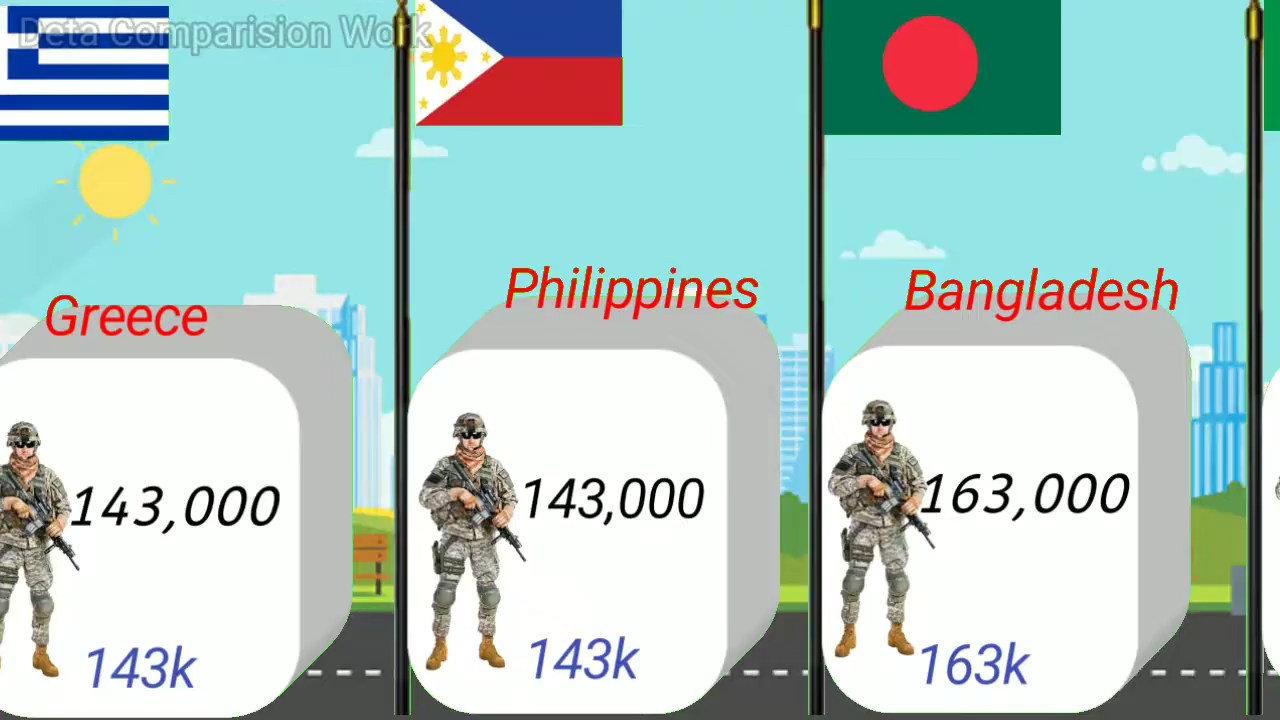 Deta Comparision Work
Greece
Philippines
Bangladesh
143,000
143,000
163,000
143k
143k
163k